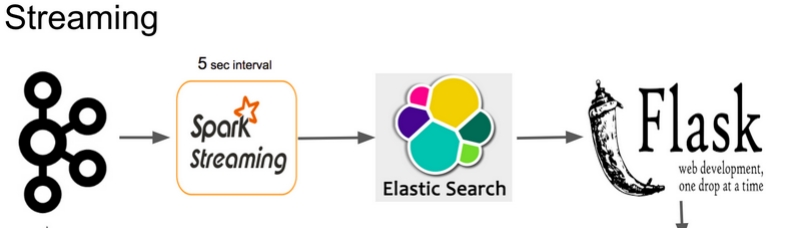 Streaming
5 sec interval
Spark
Streaming
Elastic Search
Flask
web development,
one drop at a time